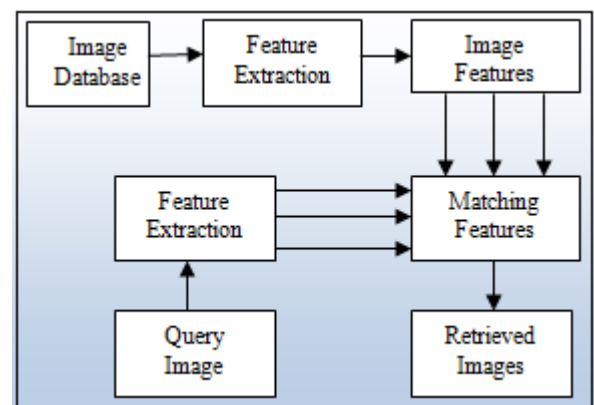 Image
Database
Feature
Extraction
Image
Features
Feature
Extraction
Matching
Features
Query
Image
Retrieved
Images